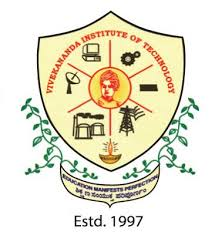 VIVEKANANDA INSTITUTE OF TECHNOLOGY
EDUCATION MANIFESTS PERFECTION
Estd. 1997